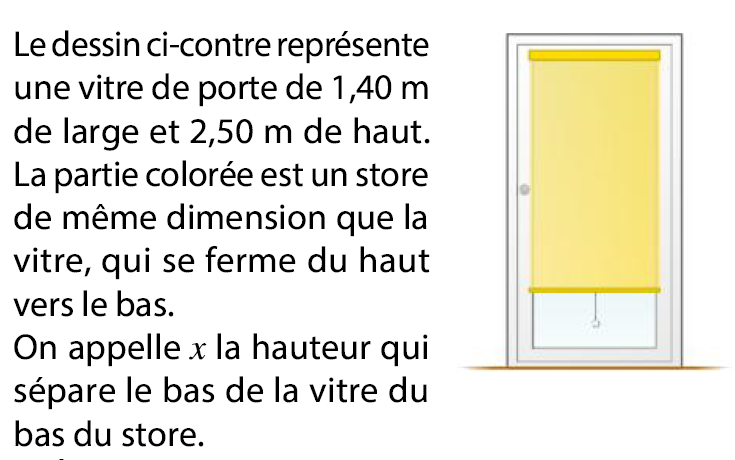 Le dessin ci-contre représente
une vitre de porte de 1,40 m
de large et 2,50 m de haut.
La partie colorée est un store
de même dimension que la
vitre, qui se ferme du haut
vers le bas.
On appelle x la hauteur qui
sépare le bas de la vitre du
bas du store.